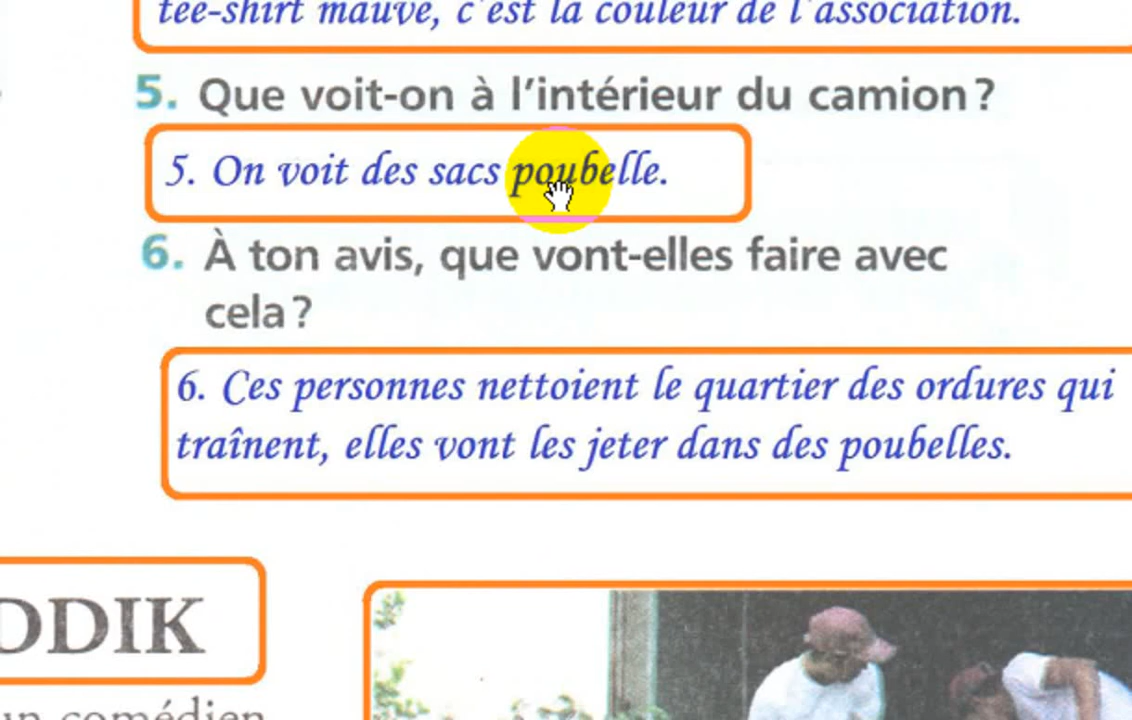 tee-shirt mauve, c'est la couleur de l'association.
5. Que voit-on à l'intérieur du camion ?
5. On voit des sacs poubelle.
6. À ton avis, que vont-elles faire avec
cela ?
6. Ces personnes nettoient le quartier des ordures qui
traînent, elles vont les jeter dans des poubelles.
DDIK
un comédien